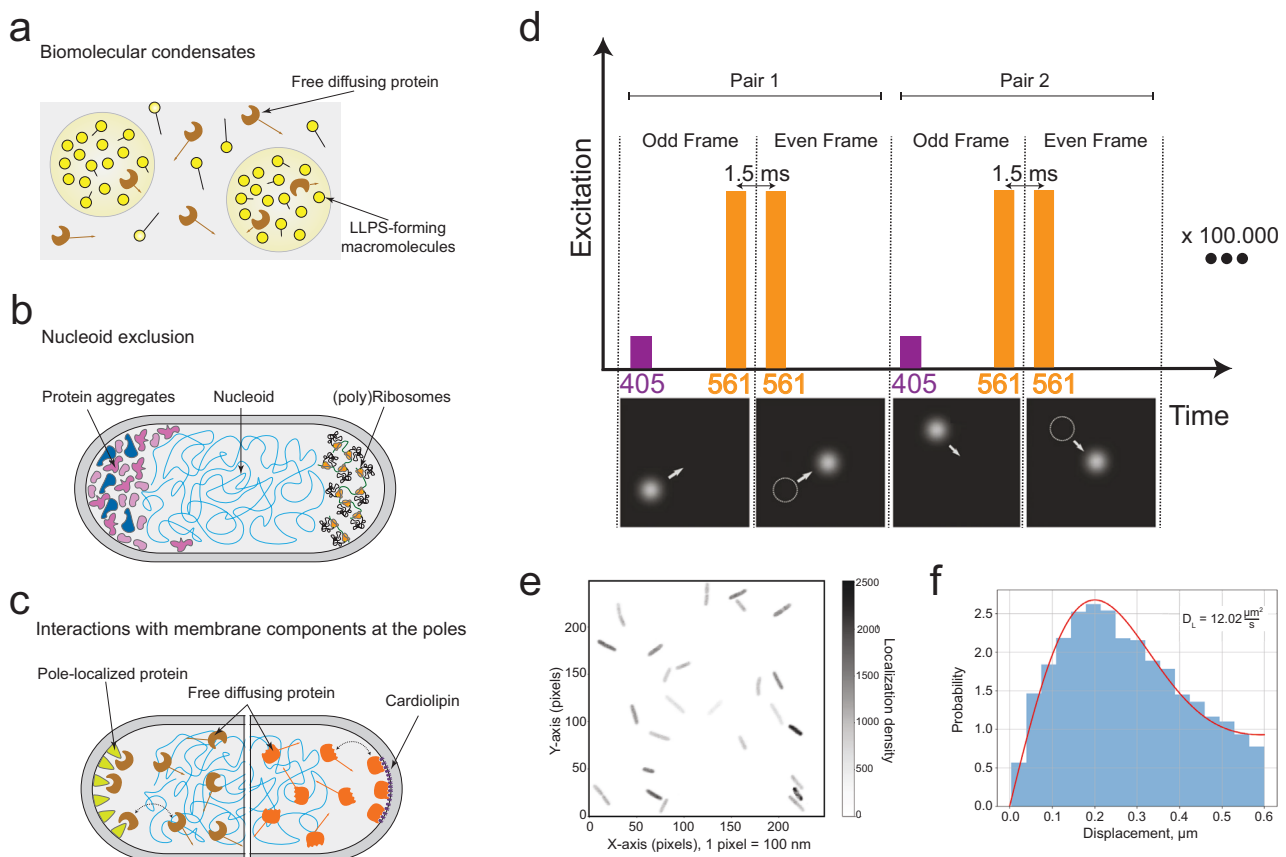 a
Biomolecular condensates
Free diffusing protein
LLPS-forming
macromolecules
b
Nucleoid exclusion
Protein aggregates
Nucleoid
(poly)Ribosomes
c
Interactions with membrane components at the poles
Pole-localized protein
Free diffusing protein
Cardiolipin
d
Excitation
Pair 1
Pair 2
Odd Frame
Even Frame
Odd Frame
Even Frame
1.5 ms
1.5 ms
x 100.000
405
561
561
405
561
561
Time
e
Y-axis (pixels)
200
150
100
50
0
0
50
100
150
200
X-axis (pixels), 1 pixel = 100 nm
2500
2000
1500
1000
500
0
Localization density
f
Probability
2.5
2.0
1.5
1.0
0.5
0.0
D_L = 12.02 μm²/s
0.0
0.1
0.2
0.3
0.4
0.5
0.6
Displacement, μm